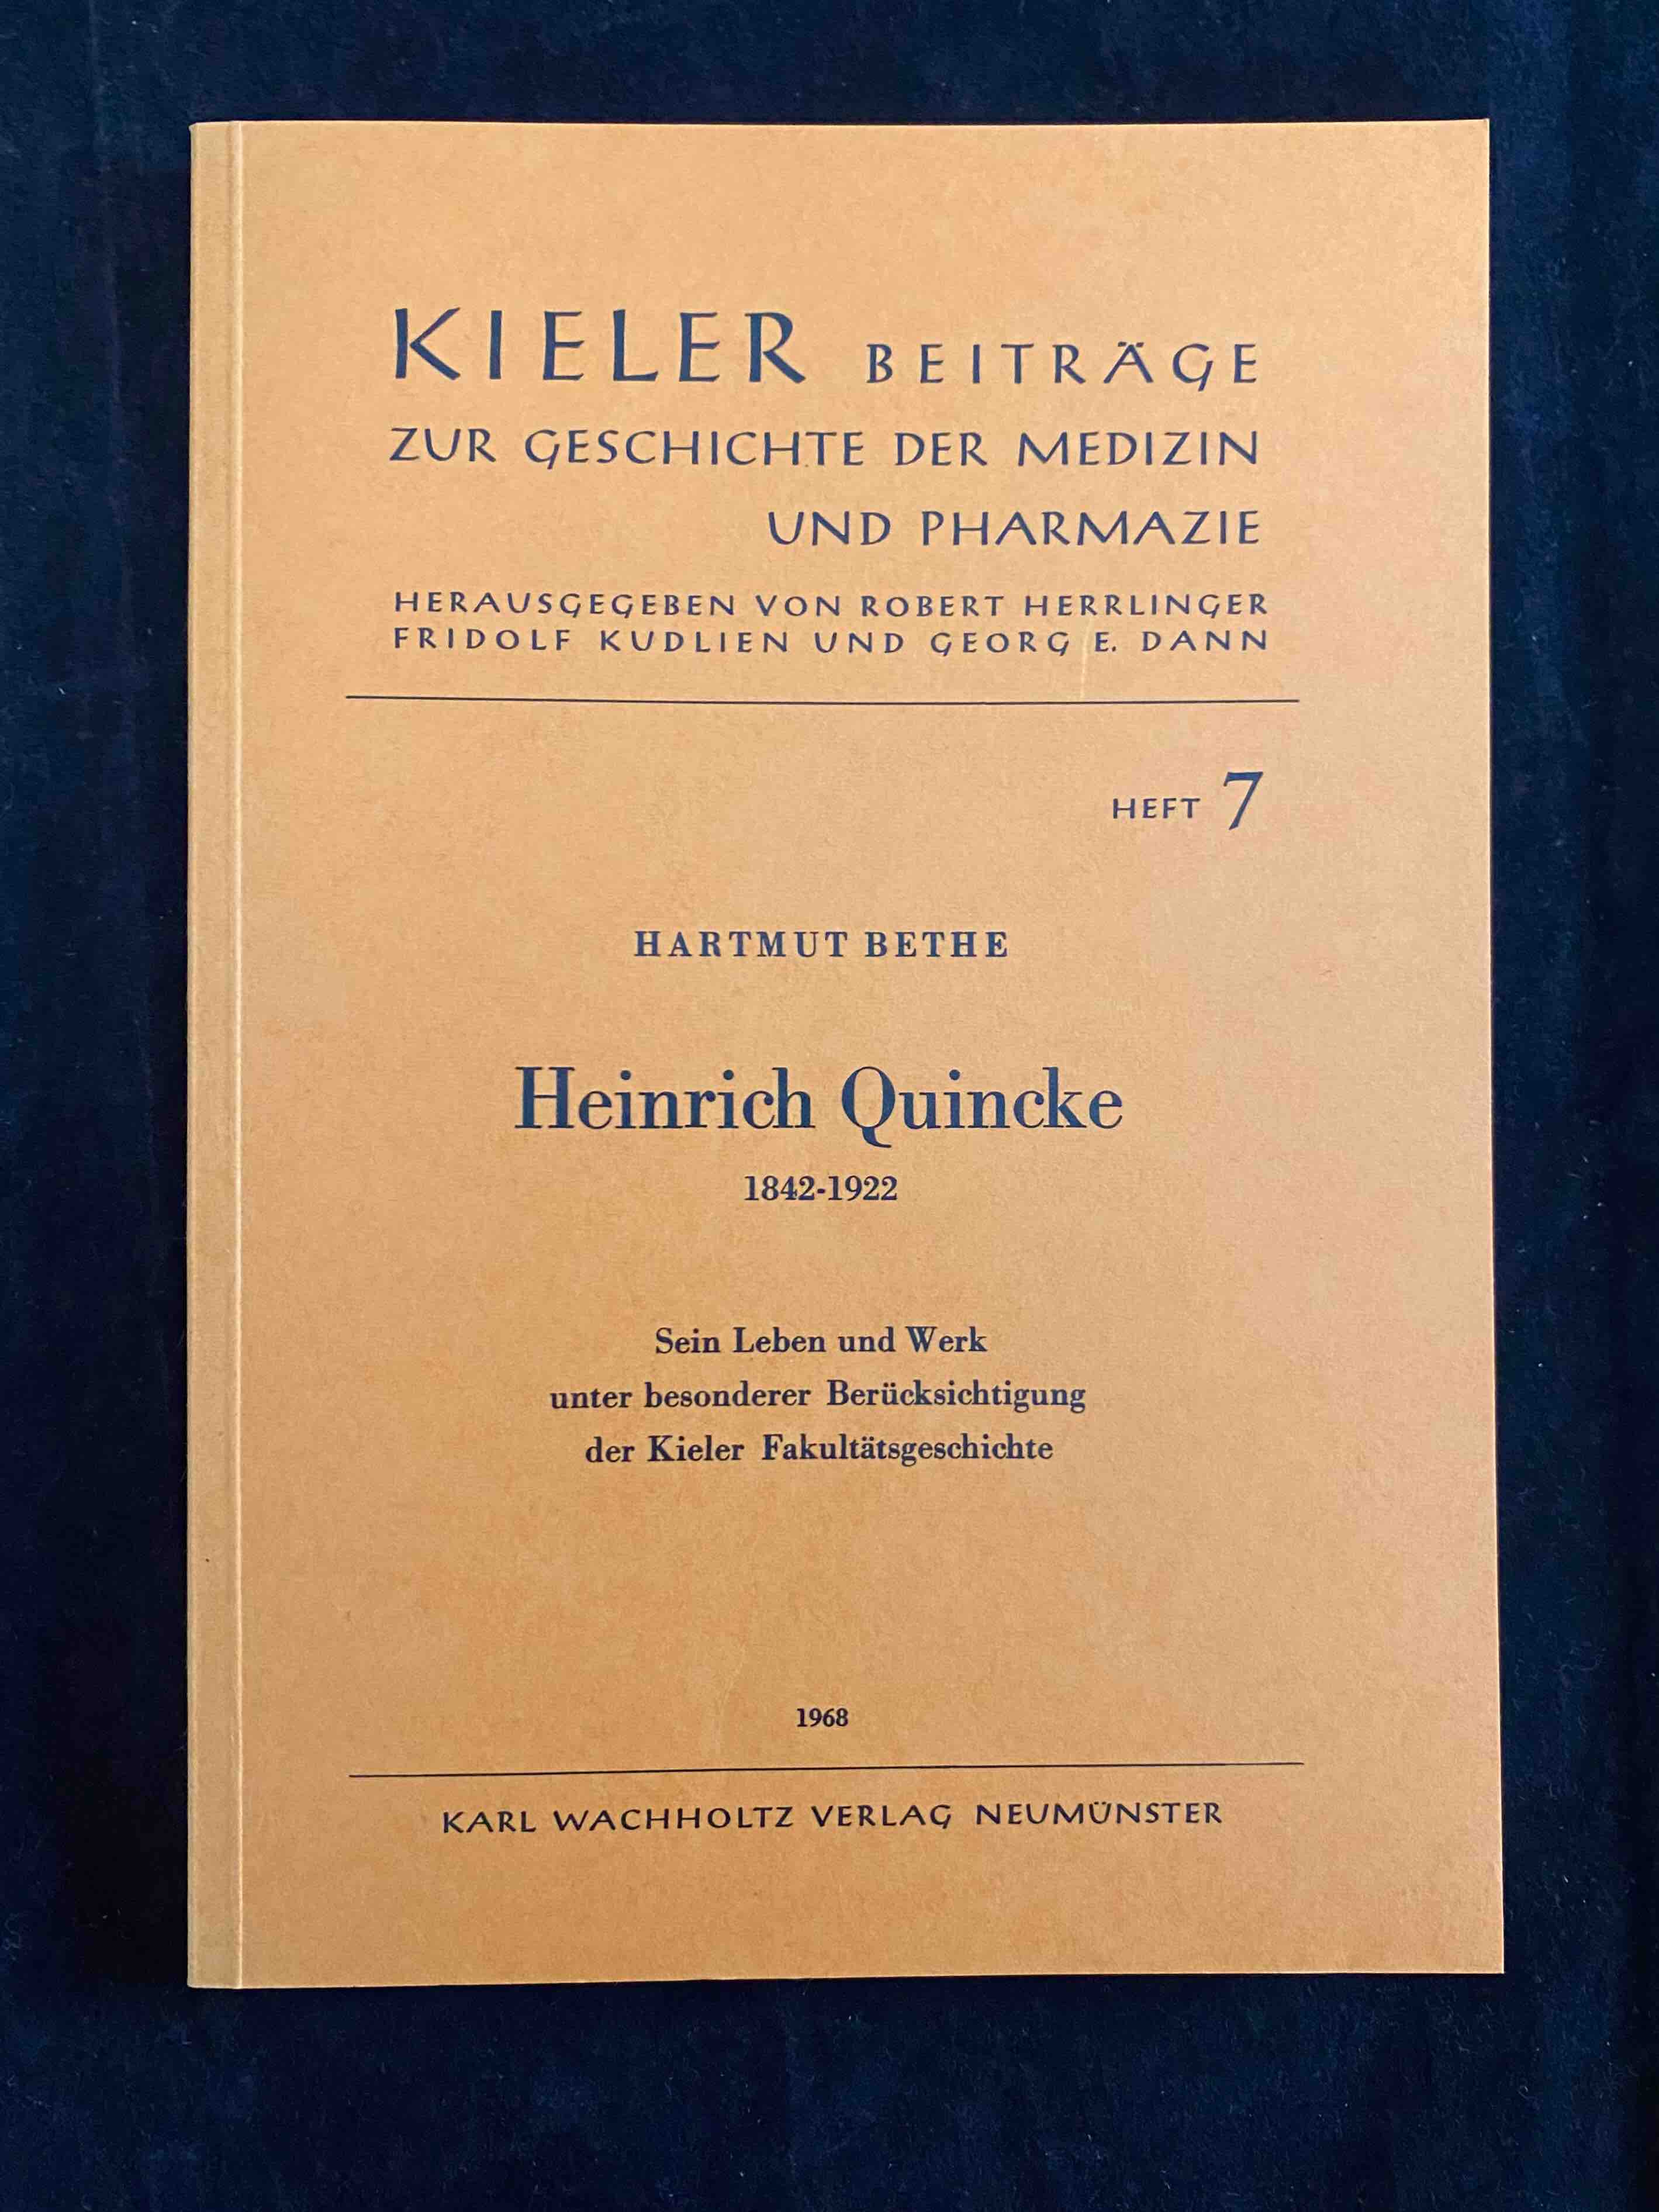 KIELER BEITRÄGE
ZUR GESCHICHTE DER MEDIZIN
UND PHARMAZIE
HERAUSGEGEBEN VON ROBERT HERRLINGER
FRIDOLF KUDLIEN UND GEORG E. DANN
HEFT 7
HARTMUT BETHE
Heinrich Quincke
1842-1922
Sein Leben und Werk
unter besonderer Berücksichtigung
der Kieler Fakultätsgeschichte
1968
KARL WACHHOLTZ VERLAG NEUMÜNSTER